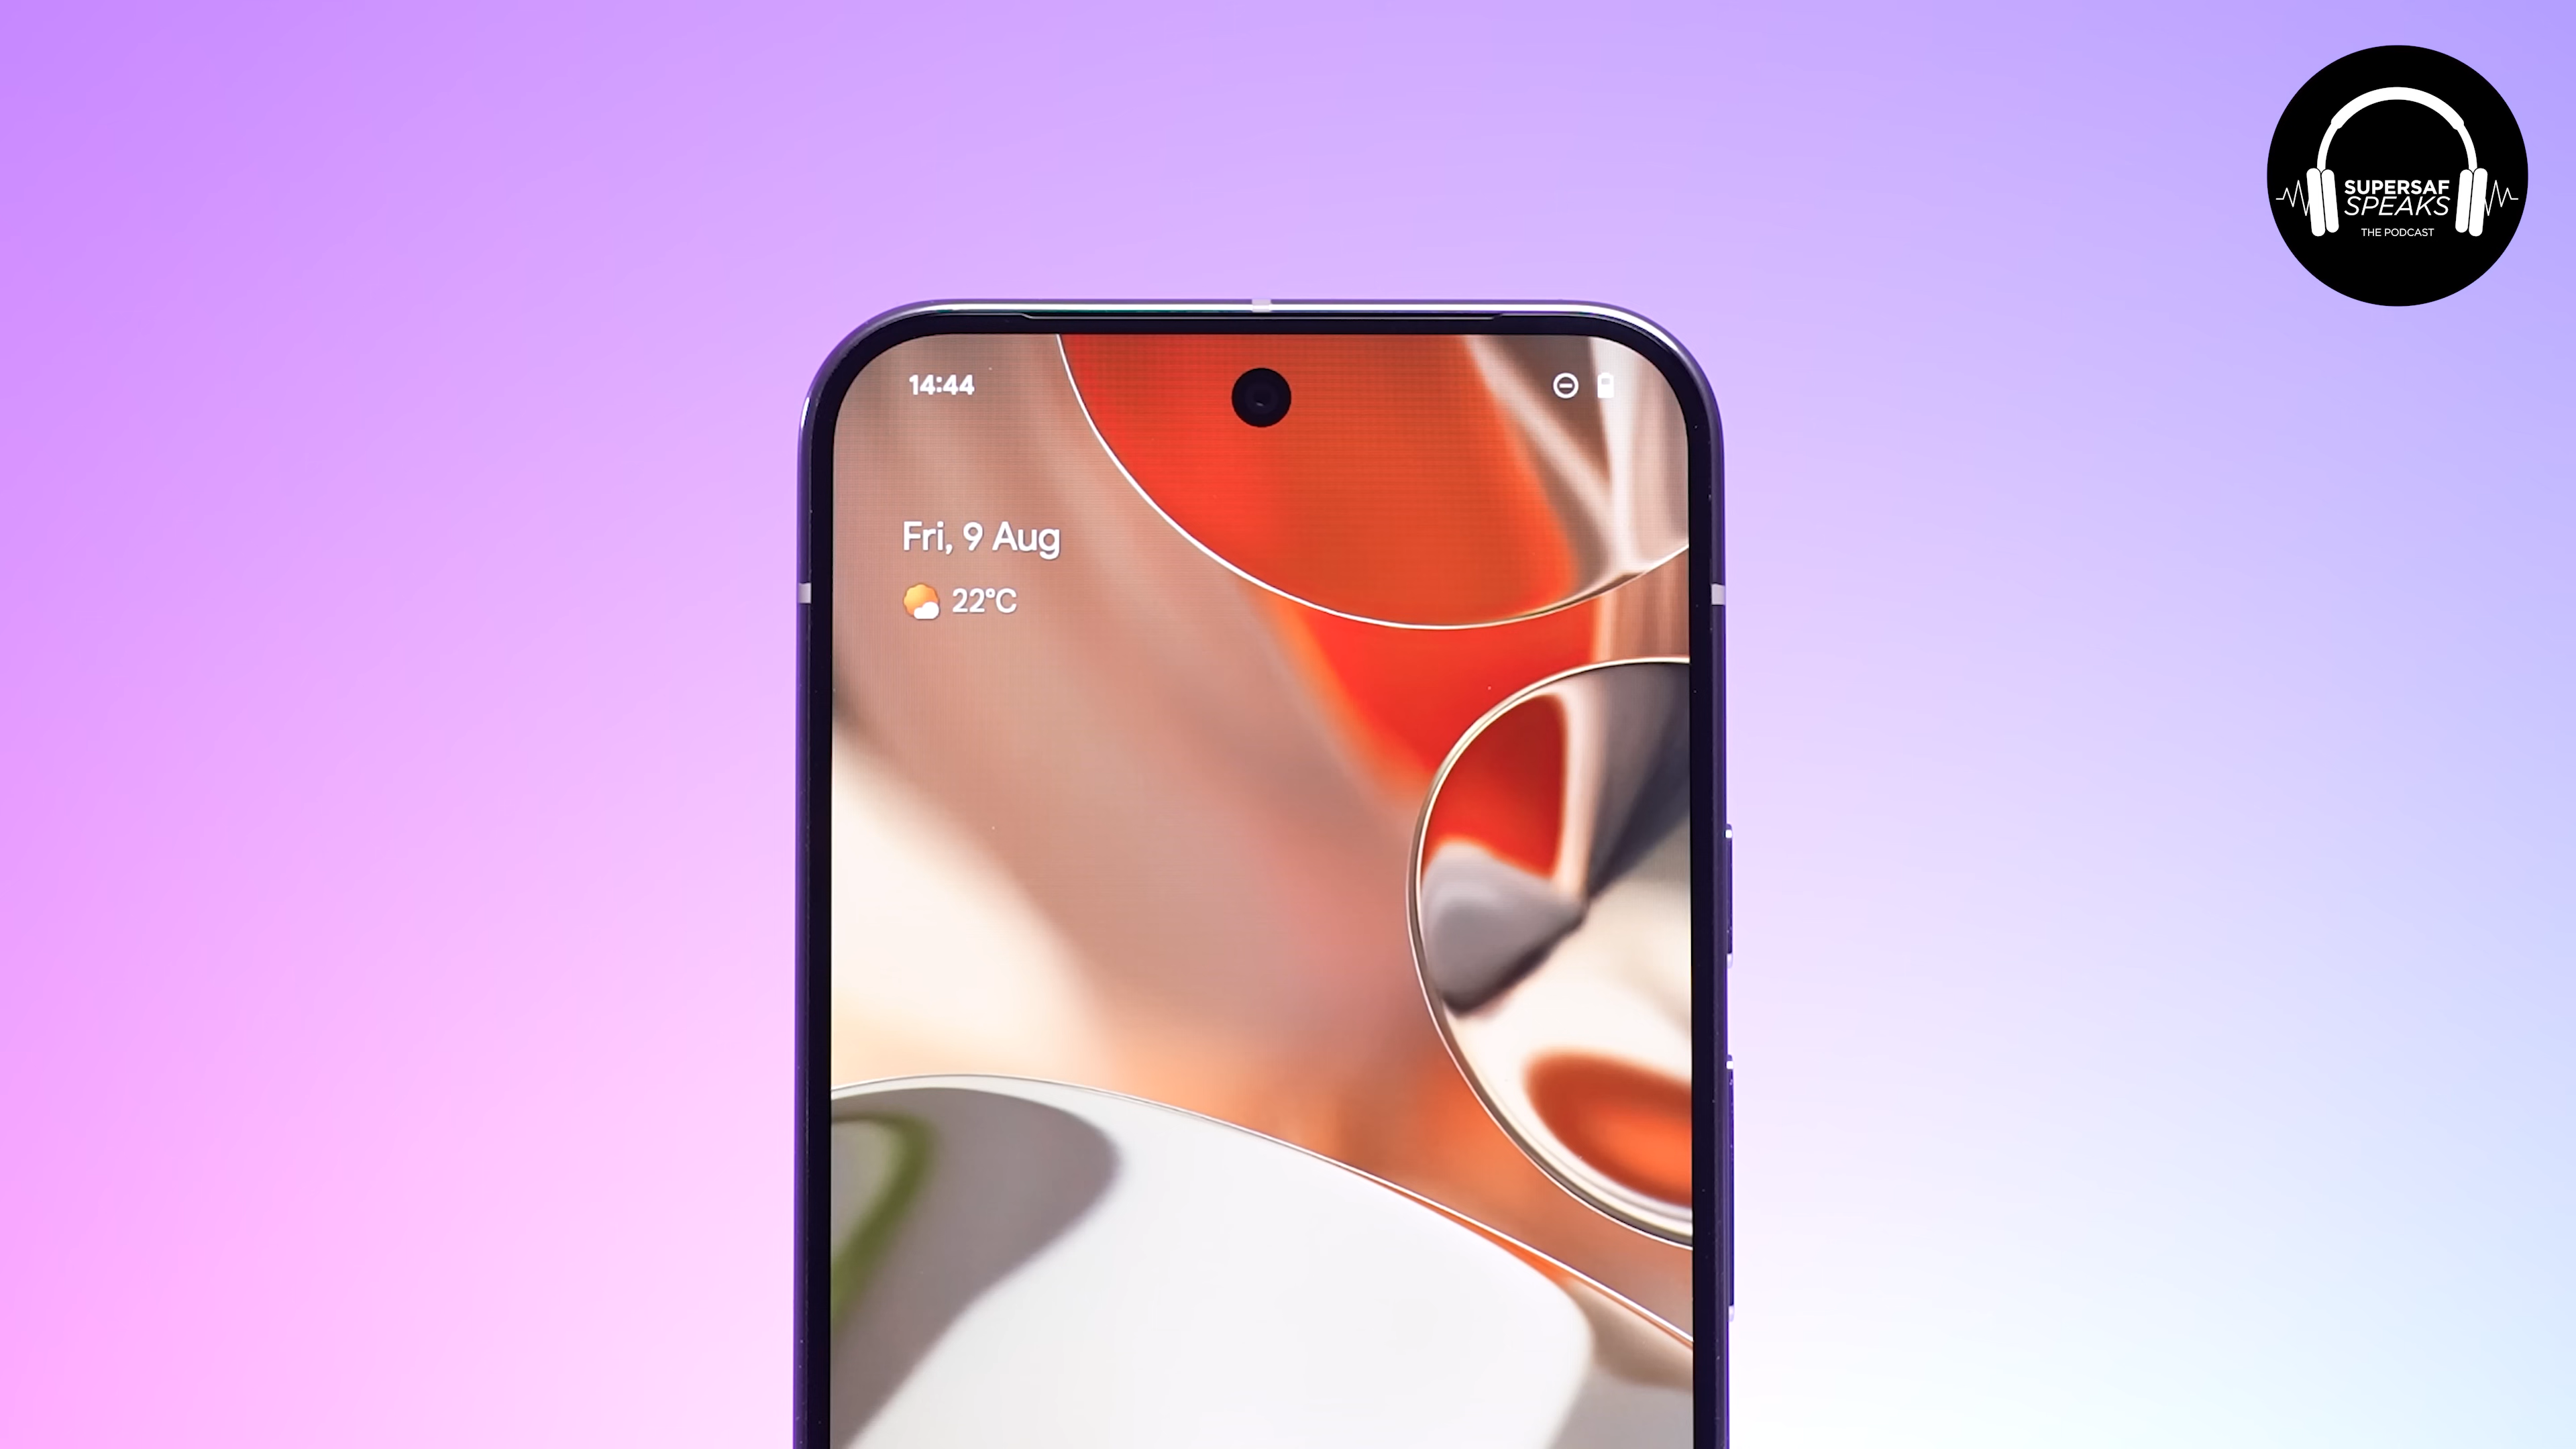 SUPERSAF
SPEAKS
THE PODCAST
14:44
Fri, 9 Aug
22°C